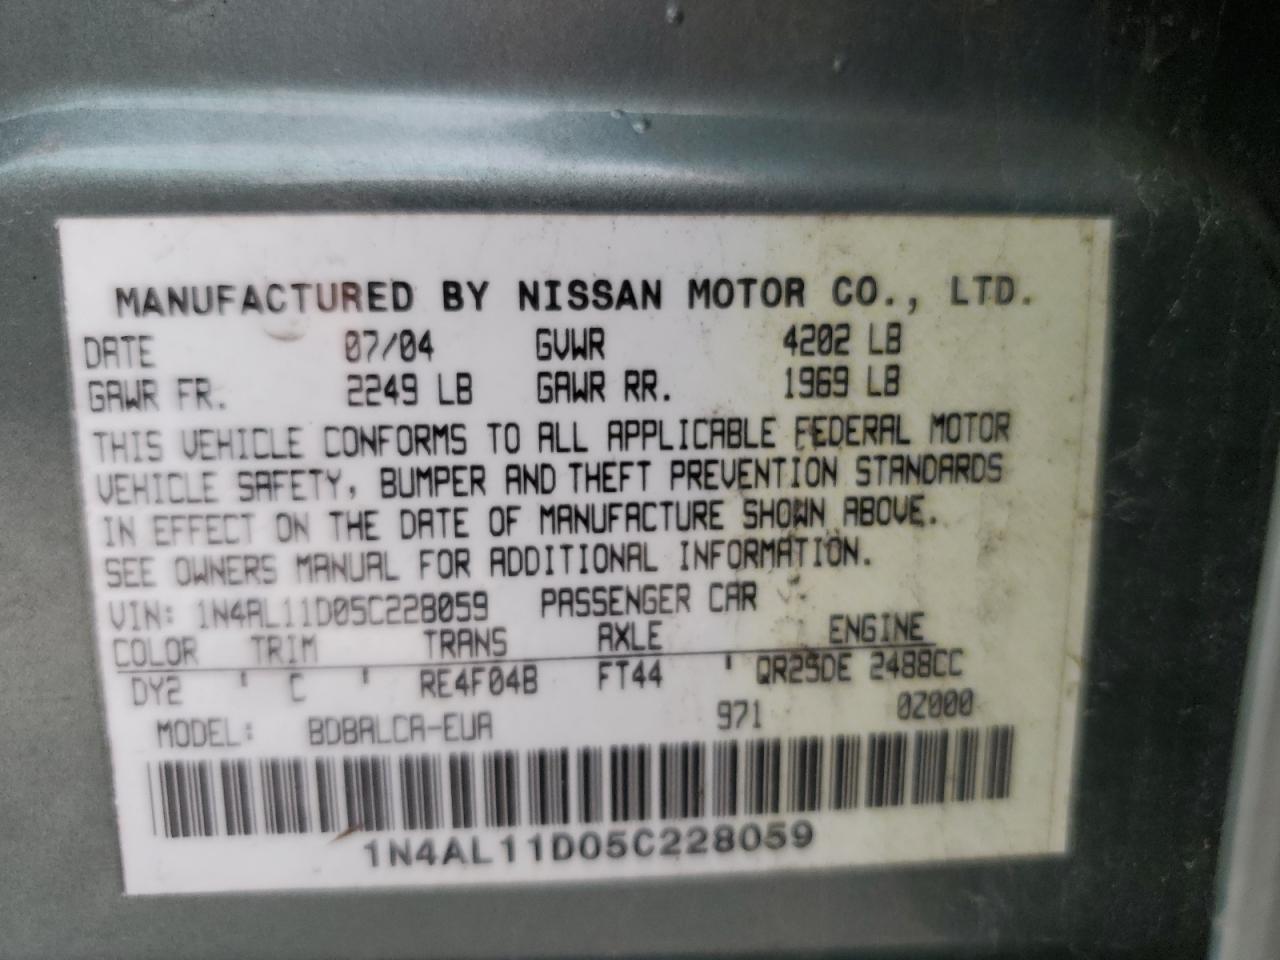 MANUFACTURED BY NISSAN MOTOR CO., LTD.
DATE 07/04 GVWR 4202 LB
GAWR FR. 2249 LB GAWR RR. 1969 LB
THIS VEHICLE CONFORMS TO ALL APPLICABLE FEDERAL MOTOR
VEHICLE SAFETY, BUMPER AND THEFT PREVENTION STANDARDS
IN EFFECT ON THE DATE OF MANUFACTURE SHOWN ABOVE.
SEE OWNERS MANUAL FOR ADDITIONAL INFORMATION.
VIN: 1N4AL11D05C228059 PASSENGER CAR
COLOR TRIM TRANS AXLE ENGINE
DY2 ' C ' RE4F04B FT44 ' QR25DE 2488CC
MODEL: BDBALCA-EUA 971 0Z000
1N4AL11D05C228059